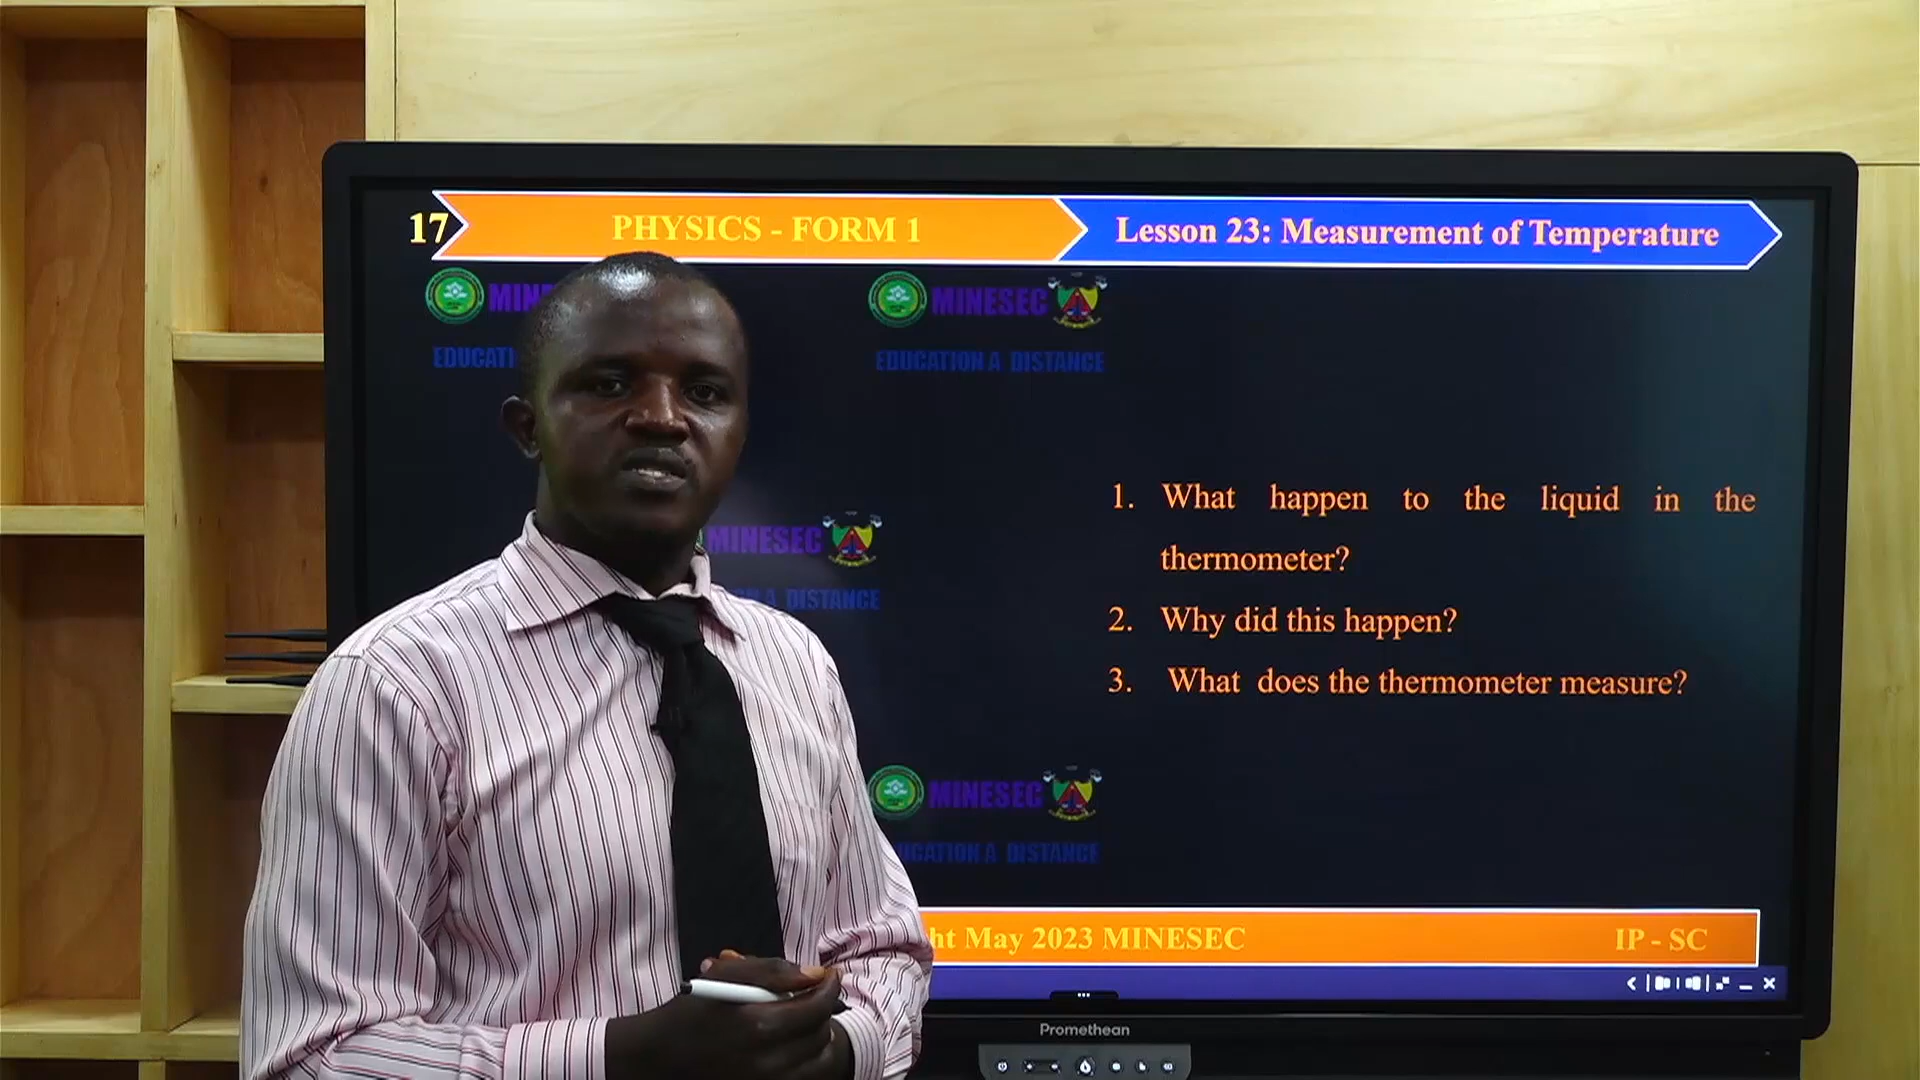 17 PHYSICS - FORM 1 Lesson 23: Measurement of Temperature
MINESEC
EDUCATION A DISTANCE
1. What happen to the liquid in the
thermometer?
2. Why did this happen?
3. What does the thermometer measure?
MINESEC
A DISTANCE
MINESEC
A DISTANCE
May 2023 MINESEC IP - SC
Promethean